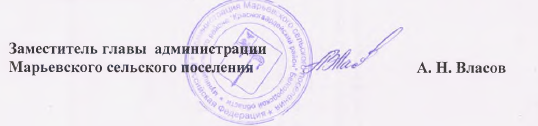 Заместитель главы администрации
Марьевского сельского поселения
А. Н. Власов